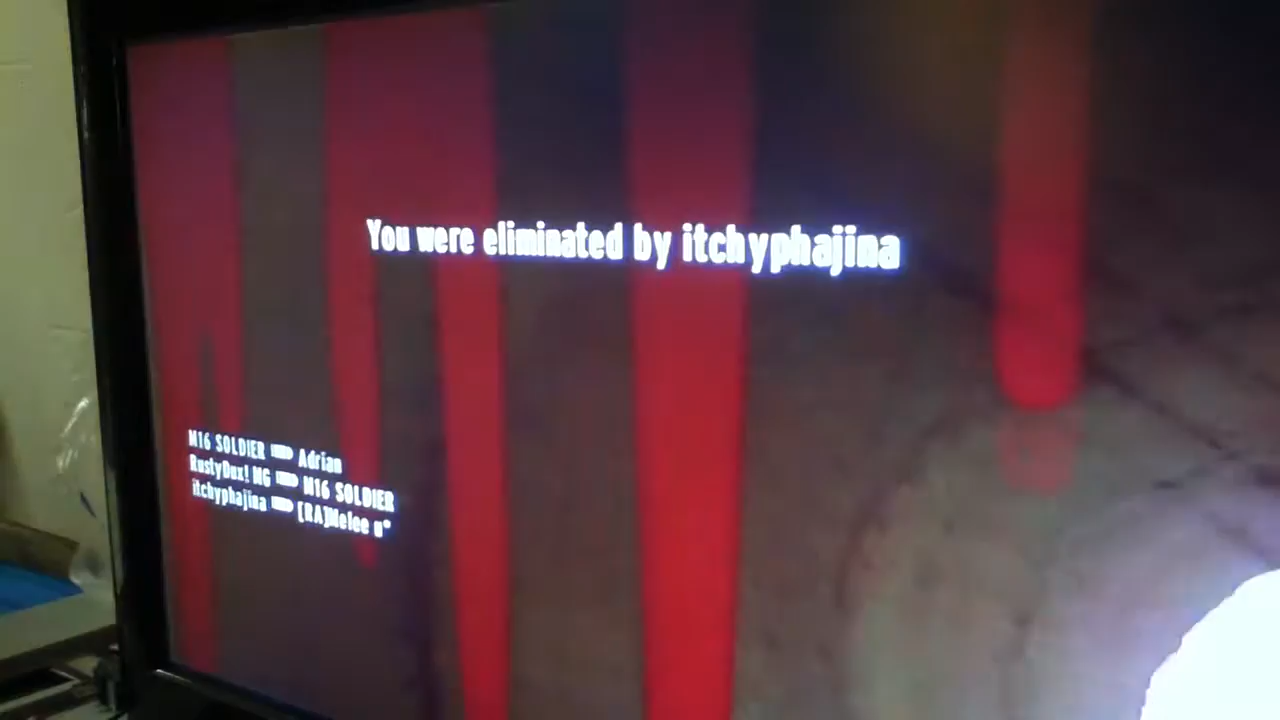 You were eliminated by itchyphajina
M16 SOLDIER Adrian
RustyDux! MG M16 SOLDIER
itchyphajina [RA]Melee n°